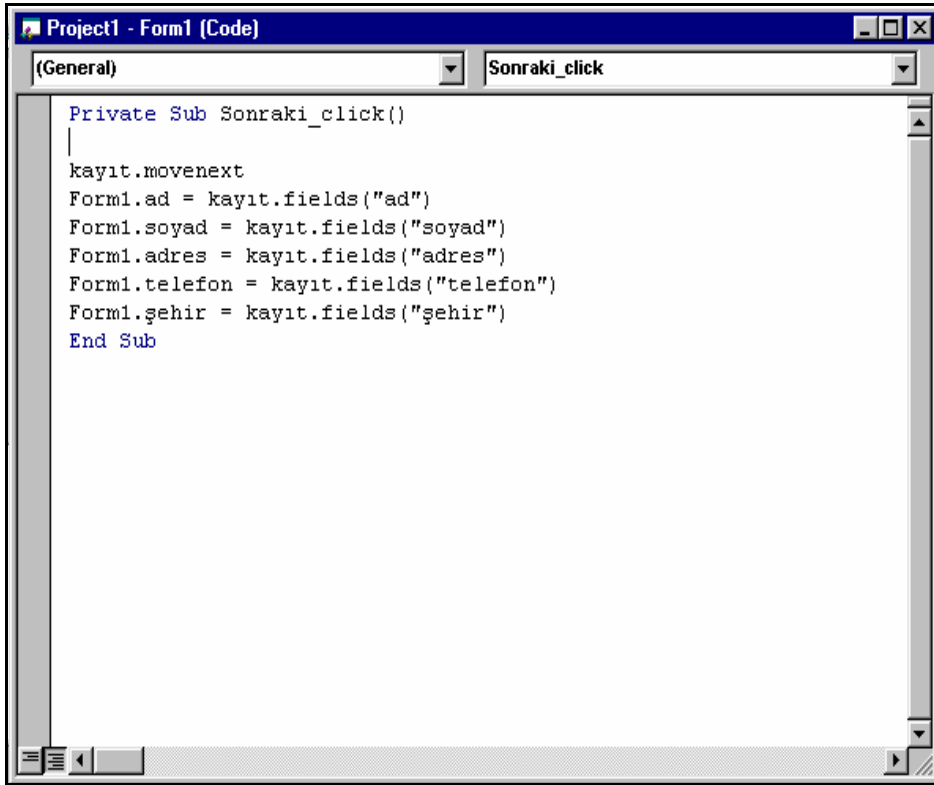 Project1 - Form1 (Code)
(General) Sonraki_click
Private Sub Sonraki_click()
kayıt.movenext
Form1.ad = kayıt.fields("ad")
Form1.soyad = kayıt.fields("soyad")
Form1.adres = kayıt.fields("adres")
Form1.telefon = kayıt.fields("telefon")
Form1.şehir = kayıt.fields("şehir")
End Sub